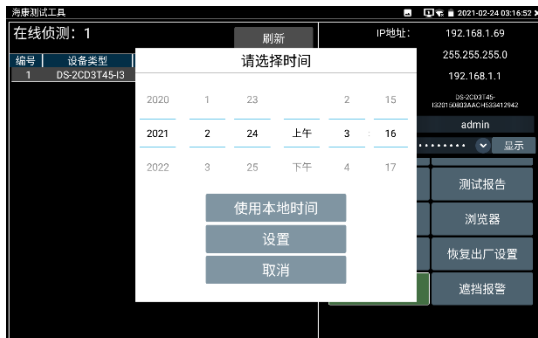 海康测试工具 2021-02-24 03:16:52
在线侦测：1 刷新 IP地址： 192.168.1.69
255.255.255.0
编号 设备类型 请选择时间 192.168.1.1
1 DS-2CD3T45-I3
DS-2CD3T45-
2020 1 23 2 15
admin
2021 2 24 上午 3 : 16
•••••••• 显示
2022 3 25 下午 4 17
测试报告
使用本地时间
浏览器
设置
恢复出厂设置
取消
遮挡报警